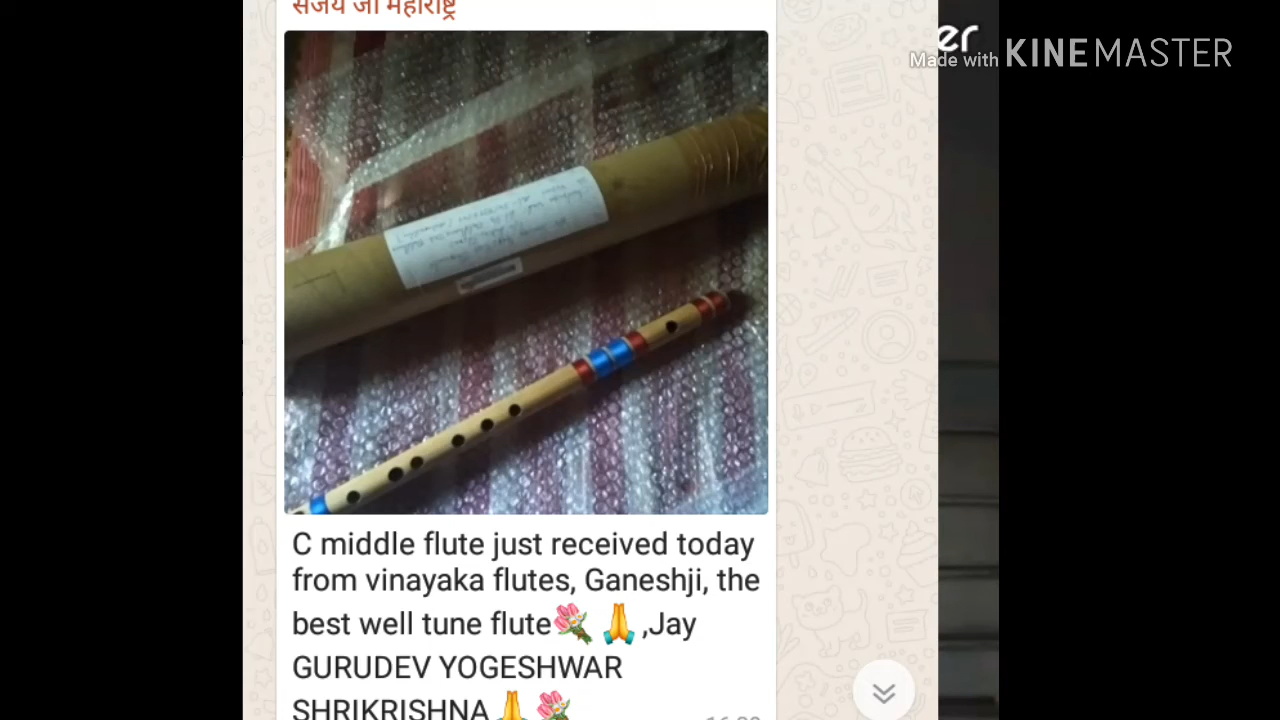 संजय जी महाराष्ट्र
er
Made with KINEMASTER
C middle flute just received today
from vinayaka flutes, Ganeshji, the
best well tune flute💐🙏,Jay
GURUDEV YOGESHWAR
SHRIKRISHNA🙏💐